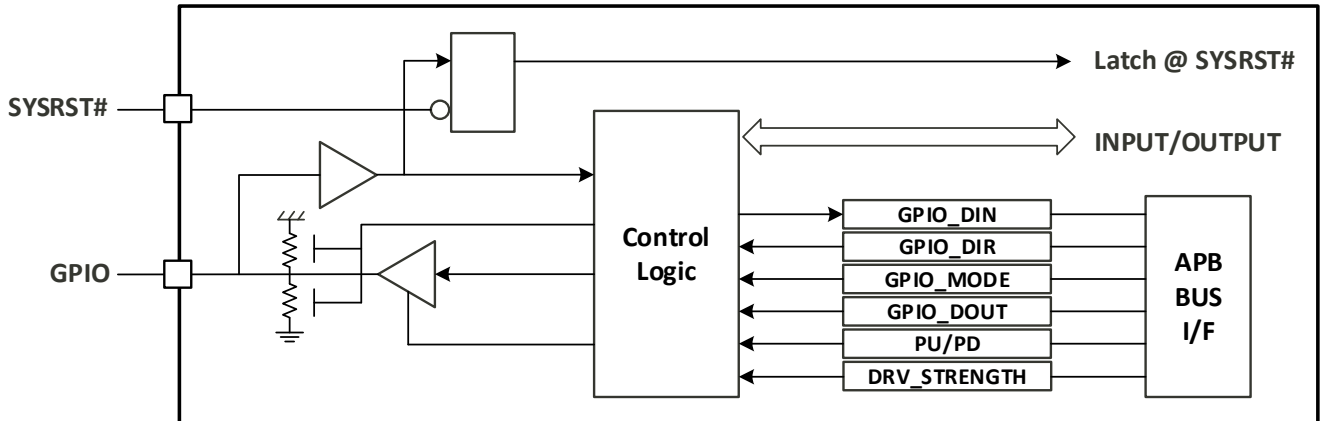 Latch @ SYSRST#
SYSRST#
INPUT/OUTPUT
GPIO
Control
Logic
GPIO_DIN
GPIO_DIR
GPIO_MODE
GPIO_DOUT
PU/PD
DRV_STRENGTH
APB
BUS
I/F